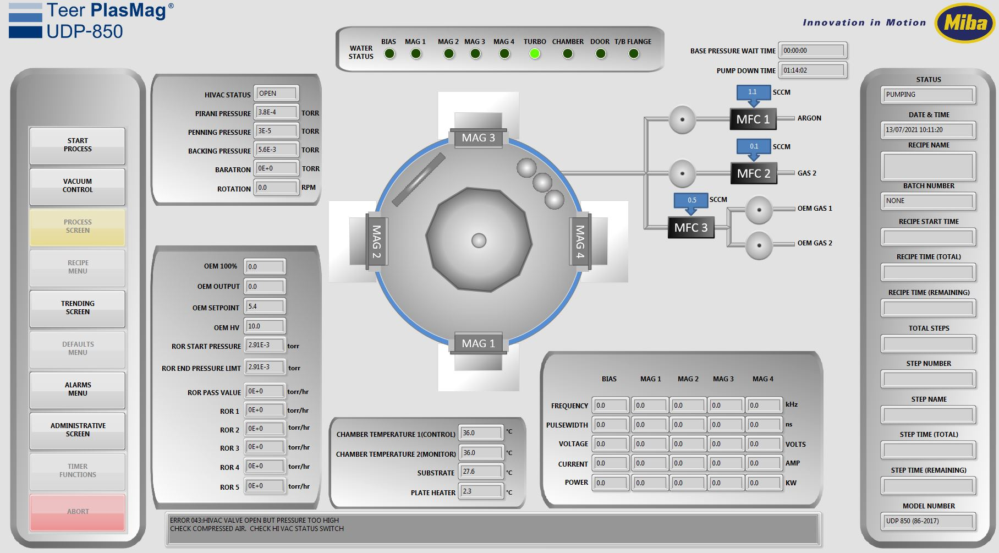 Teer PlasMag®
UDP-850
Innovation in Motion
Miba
WATER
STATUS
BIAS MAG 1 MAG 2 MAG 3 MAG 4 TURBO CHAMBER DOOR T/B FLANGE
BASE PRESSURE WAIT TIME 00:00:00
PUMP DOWN TIME 01:14:02
START
PROCESS
VACUUM
CONTROL
PROCESS
SCREEN
RECIPE
MENU
TRENDING
SCREEN
DEFAULTS
MENU
ALARMS
MENU
ADMINISTRATIVE
SCREEN
TIMER
FUNCTIONS
ABORT
HIVAC STATUS OPEN
PIRANI PRESSURE 3.8E-4 TORR
PENNING PRESSURE 3E-5 TORR
BACKING PRESSURE 5.6E-3 TORR
BARATRON 0E+0 TORR
ROTATION 0.0 RPM
OEM 100% 0.0
OEM OUTPUT 0.0
OEM SETPOINT 5.4
OEM HV 10.0
ROR START PRESSURE 2.91E-3 torr
ROR END PRESSURE LIMT 2.91E-3 torr
ROR PASS VALUE 0E+0 torr/hr
ROR 1 0E+0 torr/hr
ROR 2 0E+0 torr/hr
ROR 3 0E+0 torr/hr
ROR 4 0E+0 torr/hr
ROR 5 0E+0 torr/hr
MAG 3
MAG 2
MAG 4
MAG 1
1.1 SCCM
MFC 1 ARGON
0.1 SCCM
MFC 2 GAS 2
0.5 SCCM
MFC 3
OEM GAS 1
OEM GAS 2
CHAMBER TEMPERATURE 1(CONTROL) 36.0 °C
CHAMBER TEMPERATURE 2(MONITOR) 36.0 °C
SUBSTRATE 27.6 °C
PLATE HEATER 2.3 °C
BIAS MAG 1 MAG 2 MAG 3 MAG 4
FREQUENCY 0.0 0.0 0.0 0.0 0.0 kHz
PULSEWIDTH 0.0 0.0 0.0 0.0 0.0 ns
VOLTAGE 0.0 0.0 0.0 0.0 0.0 VOLTS
CURRENT 0.0 0.0 0.0 0.0 0.0 AMP
POWER 0.0 0.0 0.0 0.0 0.0 KW
STATUS
PUMPING
DATE & TIME
13/07/2021 10:11:20
RECIPE NAME
BATCH NUMBER
NONE
RECIPE START TIME
RECIPE TIME (TOTAL)
RECIPE TIME (REMAINING)
TOTAL STEPS
STEP NUMBER
STEP NAME
STEP TIME (TOTAL)
STEP TIME (REMAINING)
MODEL NUMBER
UDP 850 (86-2017)
ERROR 043:HIVAC VALVE OPEN BUT PRESSURE TOO HIGH
CHECK COMPRESSED AIR. CHECK HI VAC STATUS SWITCH